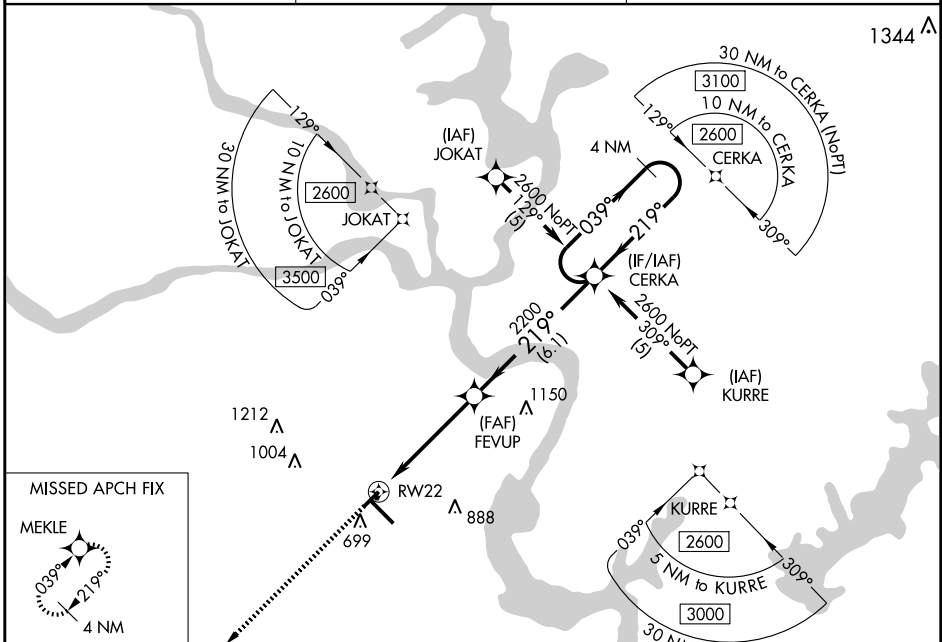 1344
30 NM to CERKA (NoPT)
3100
10 NM to CERKA
2600
129°
CERKA
309°
129°
30 NM to JOKAT
10 NM to JOKAT
2600
JOKAT
3500
039°
(IAF)
JOKAT
2600 NoPT
129°
(5)
4 NM
039°
219°
(IF/IAF)
CERKA
2600 NoPT
309°
(5)
(IAF)
KURRE
2200
219°
(6.1)
1150
(FAF)
FEVUP
1212
1004
RW22
699
888
MISSED APCH FIX
MEKLE
039°
219°
4 NM
KURRE
039°
2600
309°
5 NM to KURRE
3000
30 NM